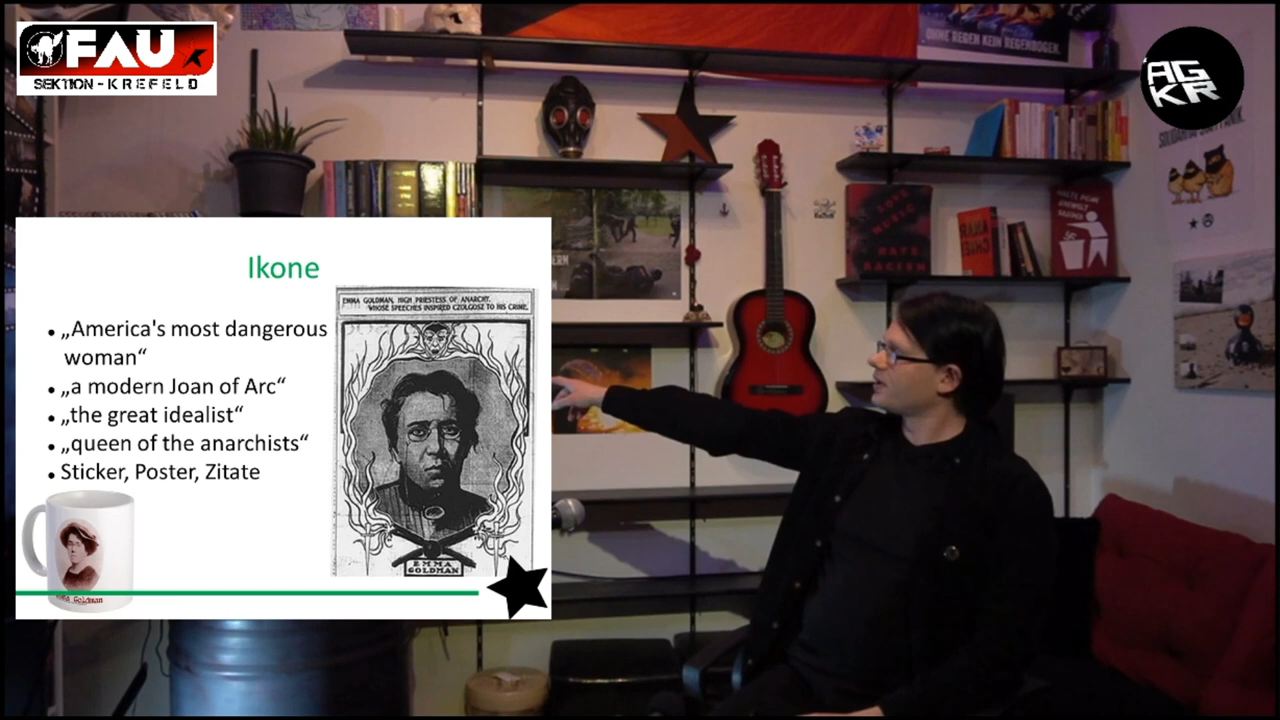 FAU
SEKTION - KREFELD
AGKR
OHNE REGEN KEIN REGENBOGEN.
Ikone
• „America's most dangerous
woman“
• „a modern Joan of Arc“
• „the great idealist“
• „queen of the anarchists“
• Sticker, Poster, Zitate
EMMA GOLDMAN, HIGH PRIESTESS OF ANARCHY,
WHOSE SPEECHES INSPIRED CZOLGOSZ TO HIS CRIME.
EMMA
GOLDMAN
Goldman
LOVE
MUSIC
HATE
RACISM